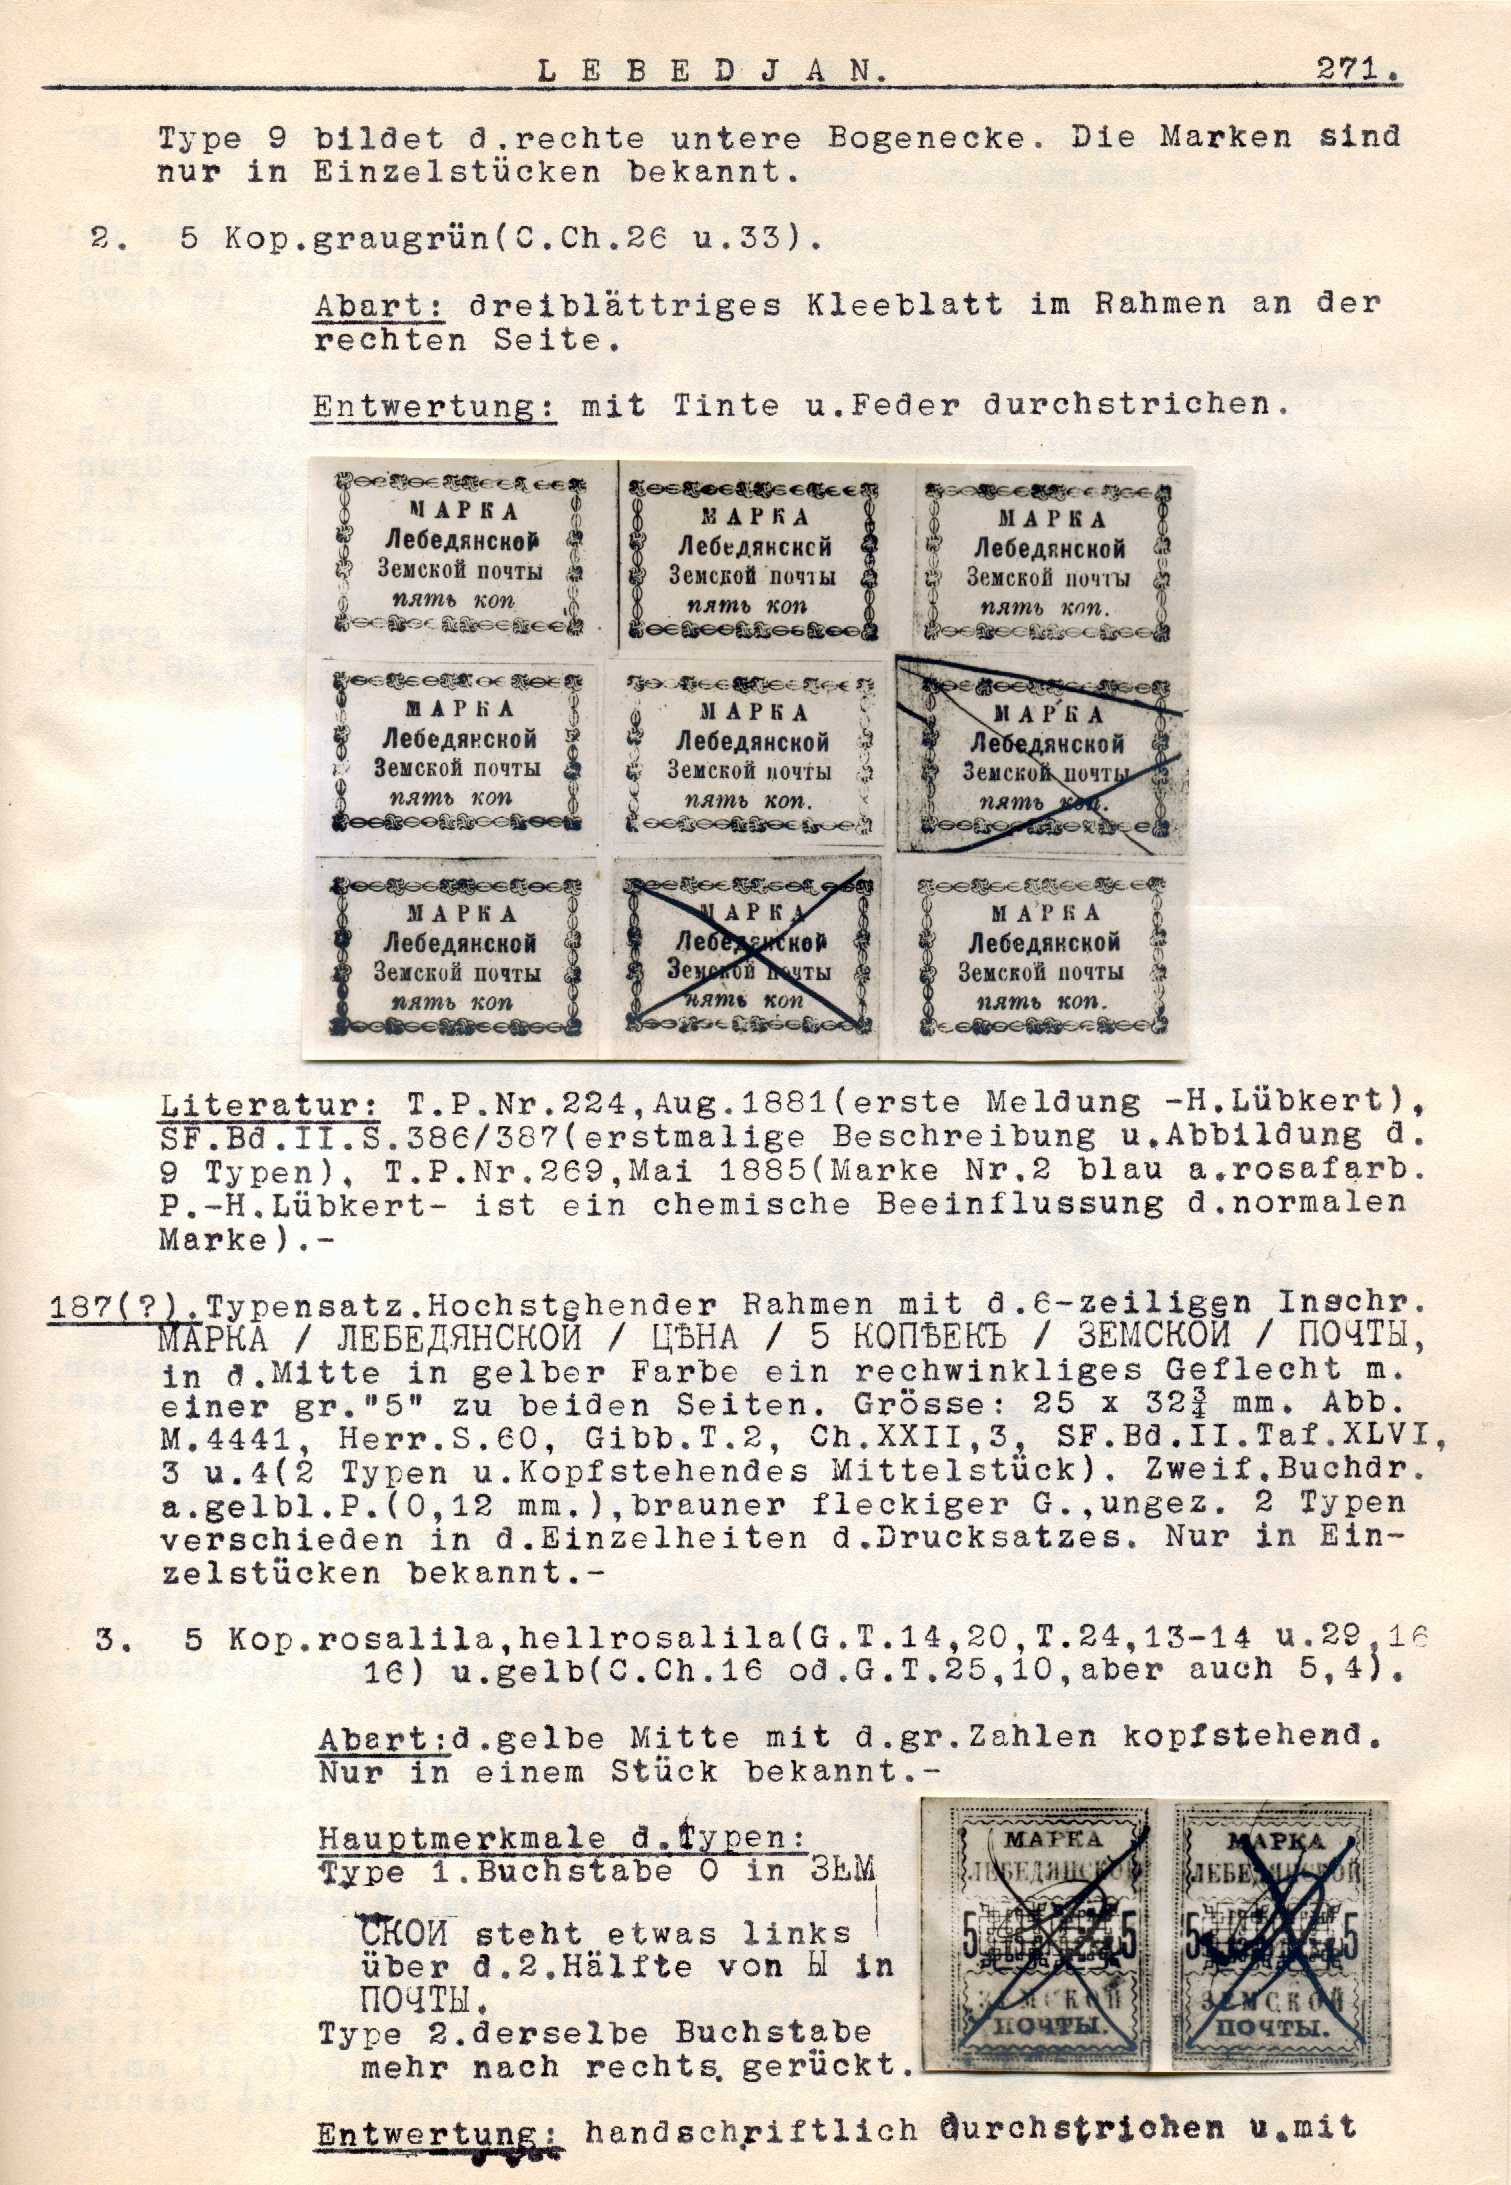 L E B E D J A N. 271.
Type 9 bildet d.rechte untere Bogenecke. Die Marken sind
nur in Einzelstücken bekannt.
2. 5 Kop.graugrün(C.Ch.26 u.33).
Abart: dreiblättriges Kleeblatt im Rahmen an der
rechten Seite.
Entwertung: mit Tinte u.Feder durchstrichen.
МАРКА
Лебедянской
Земской почты
пять коп
МАРКА
Лебедянской
Земской почты
пять коп
МАРКА
Лебедянской
Земской почты
пять коп.
МАРКА
Лебедянской
Земской почты
пять коп
МАРКА
Лебедянской
Земской почты
пять коп.
МАРКА
Лебедянской
Земской почты
пять коп.
МАРКА
Лебедянской
Земской почты
пять коп
МАРКА
Лебедянской
Земской почты
пять коп
МАРКА
Лебедянской
Земской почты
пять коп.
Literatur: T.P.Nr.224,Aug.1881(erste Meldung -H.Lübkert),
SF.Bd.II.S.386/387(erstmalige Beschreibung u.Abbildung d.
9 Typen), T.P.Nr.269,Mai 1885(Marke Nr.2 blau a.rosafarb.
P.-H.Lübkert- ist ein chemische Beeinflussung d.normalen
Marke).-
187(?).Typensatz.Hochstehender Rahmen mit d.6-zeiligen Inschr.
МАРКА / ЛЕБЕДЯНСКОЙ / ЦѢНА / 5 КОПѢЕКЪ / ЗЕМСКОЙ / ПОЧТЫ,
in d.Mitte in gelber Farbe ein rechwinkliges Geflecht m.
einer gr."5" zu beiden Seiten. Grösse: 25 x 32¾ mm. Abb.
M.4441, Herr.S.60, Gibb.T.2, Ch.XXII,3, SF.Bd.II.Taf.XLVI,
3 u.4(2 Typen u.Kopfstehendes Mittelstück). Zweif.Buchdr.
a.gelbl.P.(0,12 mm.),brauner fleckiger G.,ungez. 2 Typen
verschieden in d.Einzelheiten d.Drucksatzes. Nur in Ein-
zelstücken bekannt.-
3. 5 Kop.rosalila,hellrosalila(G.T.14,20,T.24,13-14 u.29,16
16) u.gelb(C.Ch.16 od.G.T.25,10,aber auch 5,4).
Abart:d.gelbe Mitte mit d.gr.Zahlen kopfstehend.
Nur in einem Stück bekannt.-
Hauptmerkmale d.Typen:
Type 1.Buchstabe O in ЗЕМ
СКОЙ steht etwas links
über d.2.Hälfte von Ы in
ПОЧТЫ.
Type 2.derselbe Buchstabe
mehr nach rechts gerückt.
МАРКА
ЛЕБЕДЯНСКОЙ
5 5
ЗЕМСКОЙ
ПОЧТЫ.
МАРКА
ЛЕБЕДЯНСКОЙ
5 5
ЗЕМСКОЙ
ПОЧТЫ.
Entwertung: handschriftlich durchstrichen u.mit